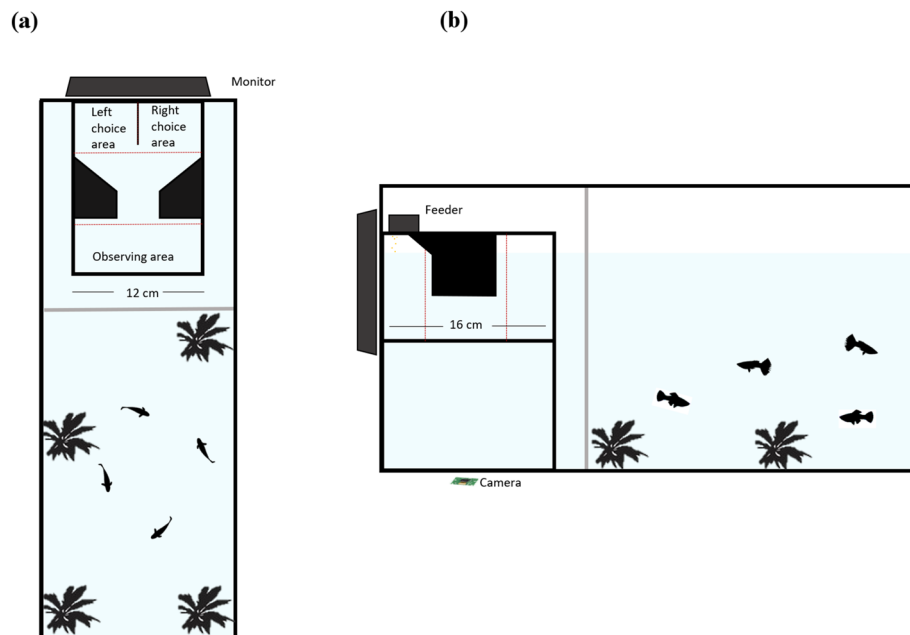 (a)
(b)
Monitor
Left
choice
area
Right
choice
area
Observing area
12 cm
Feeder
16 cm
Camera